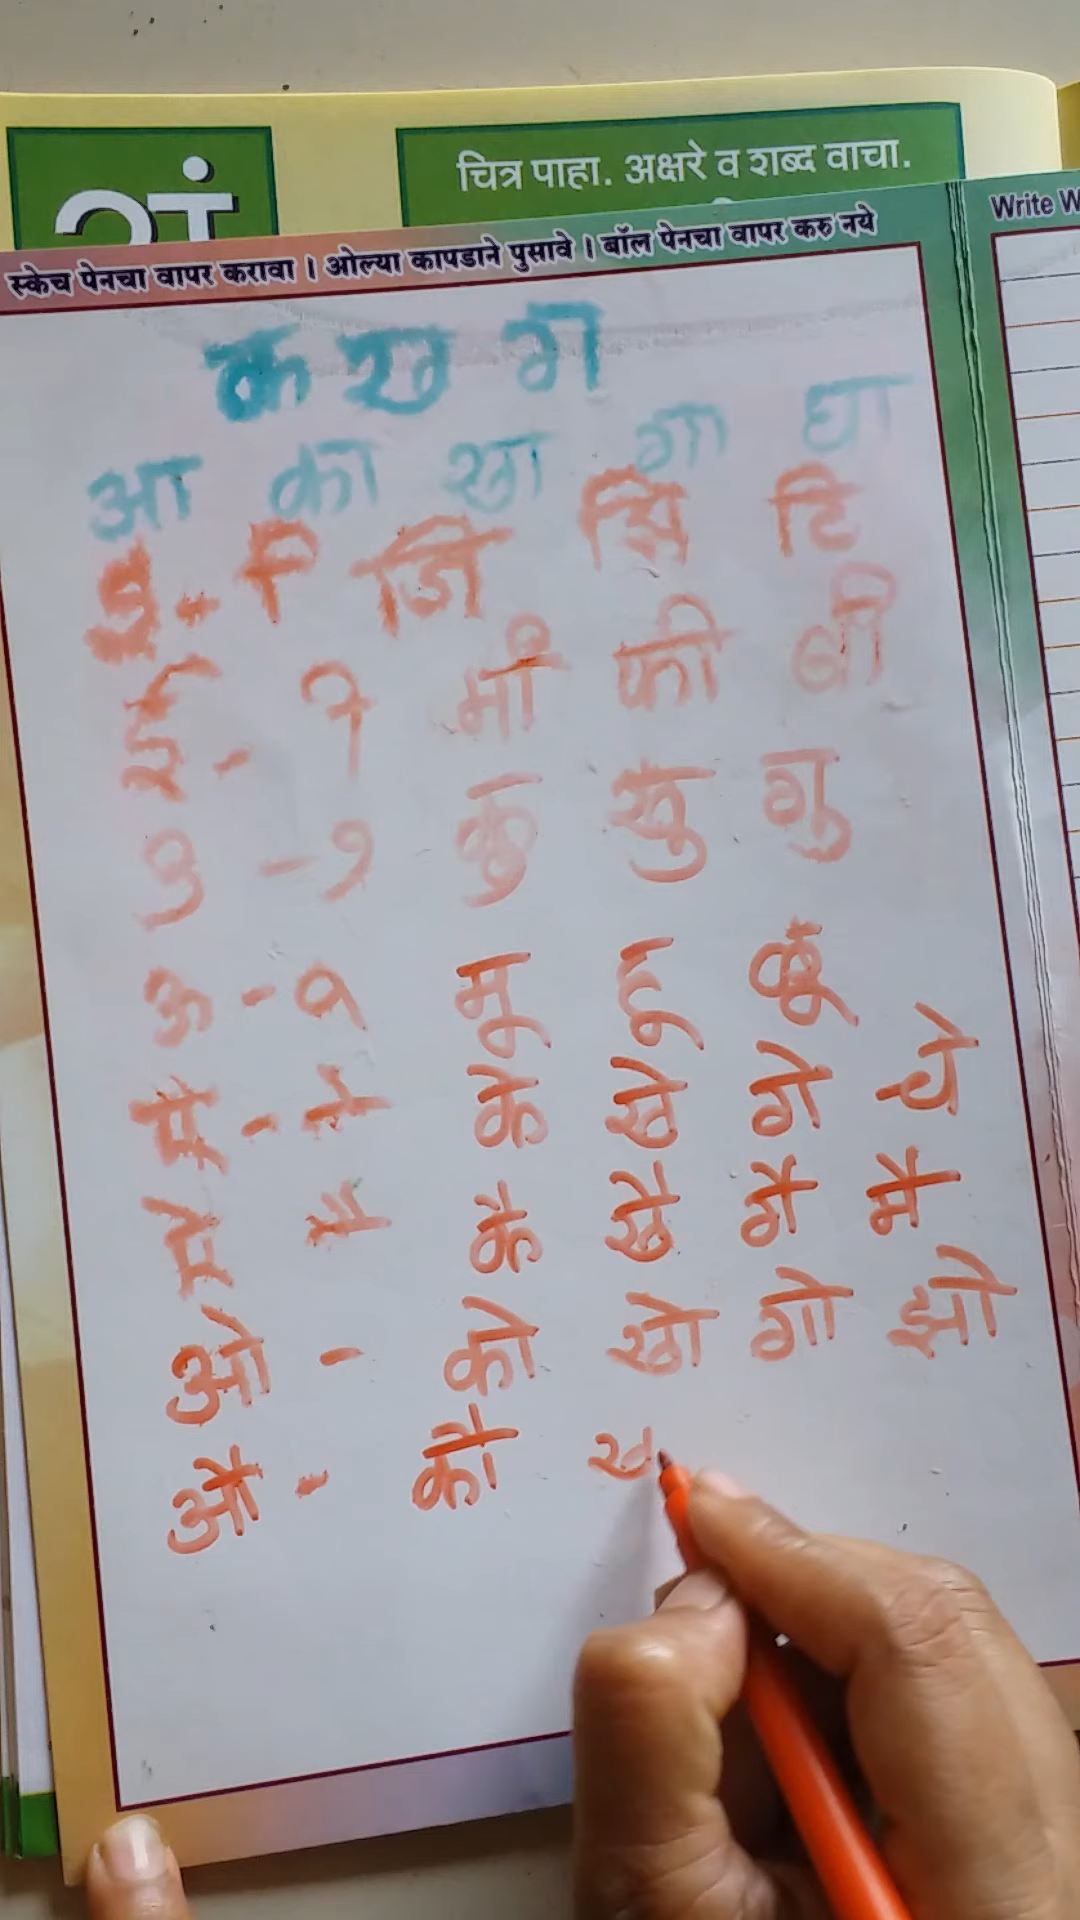 अं
चित्र पाहा. अक्षरे व शब्द वाचा.
स्केच पेनचा वापर करावा । ओल्या कापडाने पुसावे । बॉल पेनचा वापर करु नये
Write
क ख ग
आ का खा गा घा
इ - ि जि झि टि
ई - ी मी फी बी
उ - ु कु खु गु
ऊ - ू मू हू
ए - े के खे गे चे
ऐ ै कै खै गै मै
ओ - को खो गो झो
औ - कौ ख